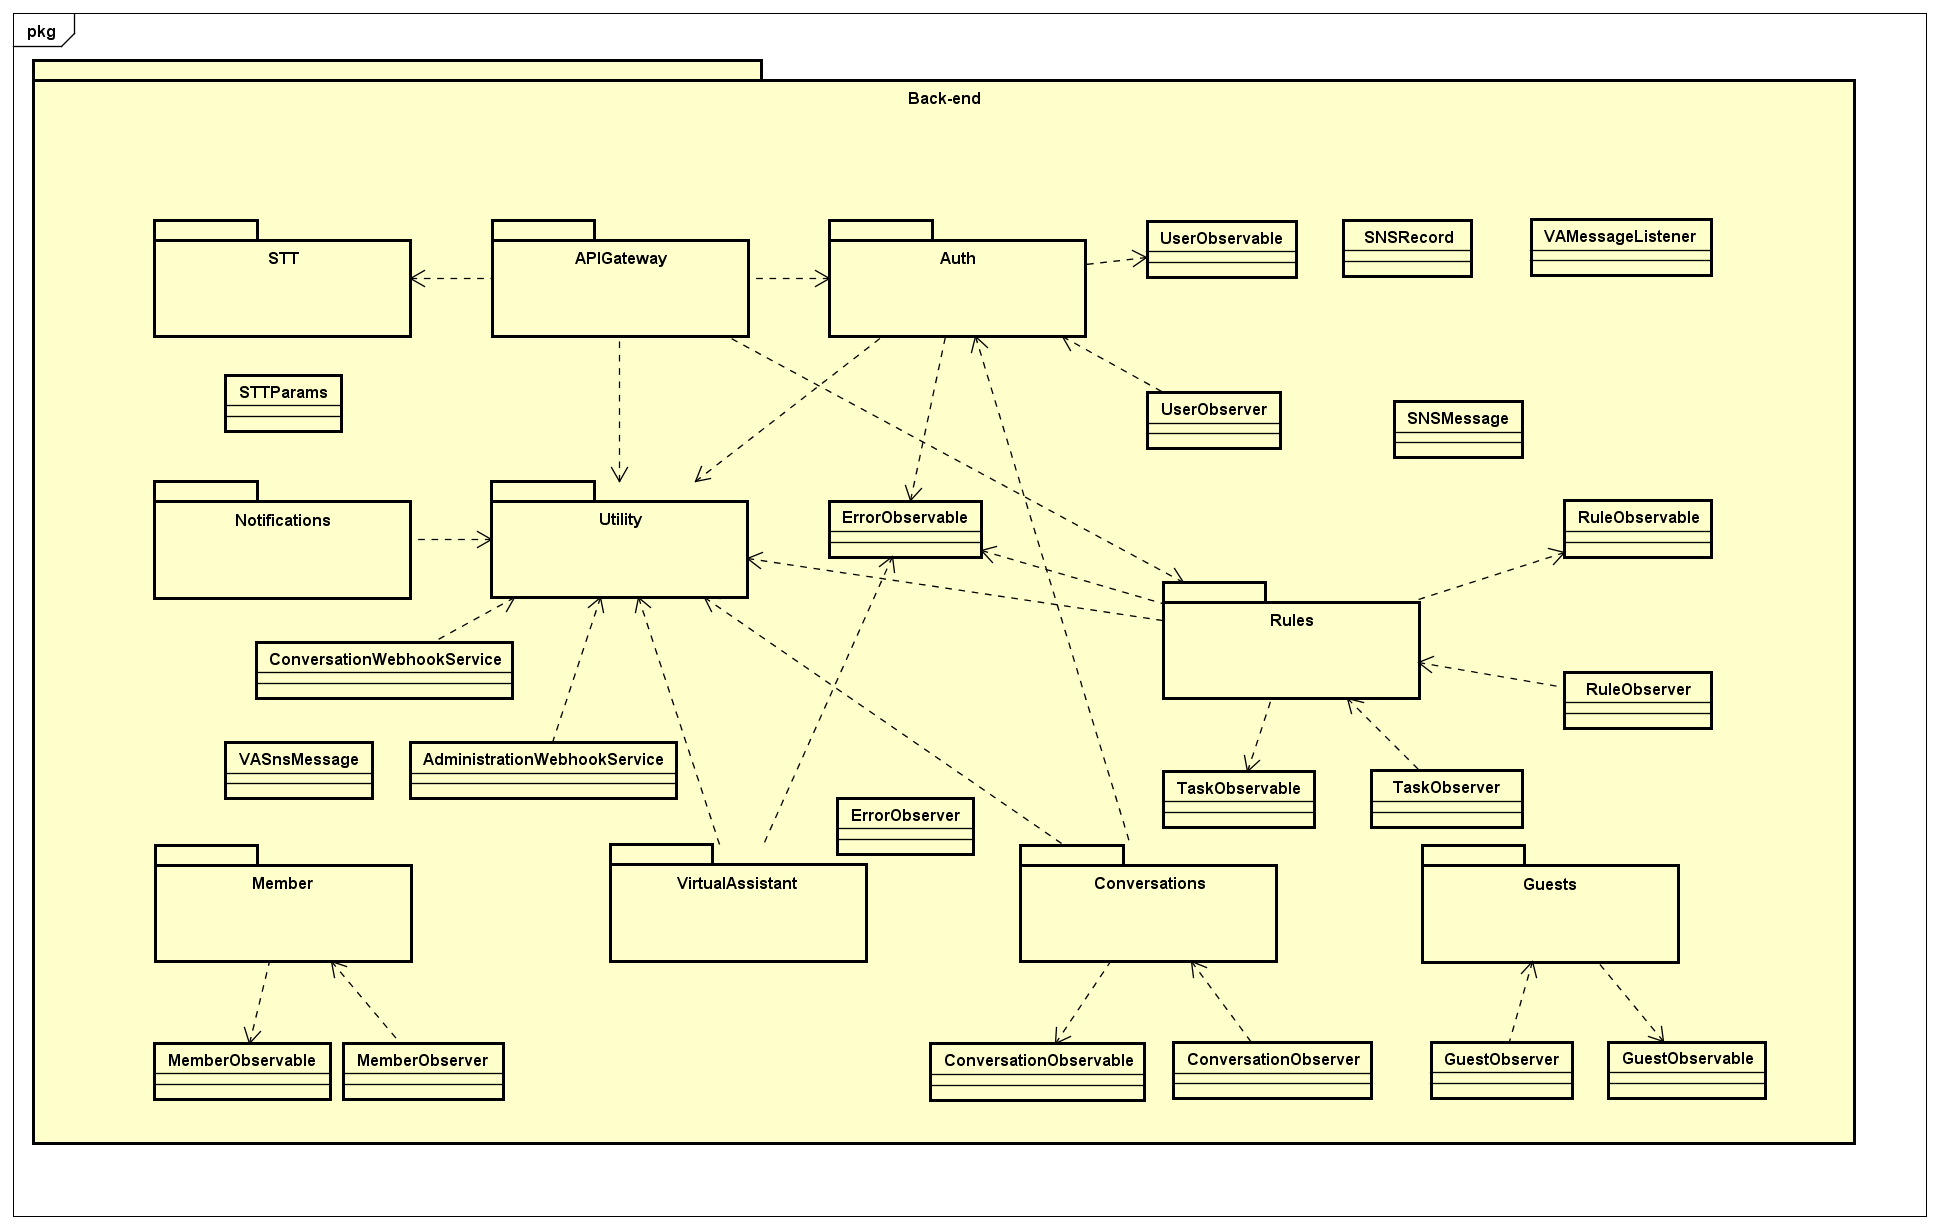 pkg
Back-end
STT
APIGateway
Auth
UserObservable
SNSRecord
VAMessageListener
STTParams
UserObserver
SNSMessage
Notifications
Utility
ErrorObservable
RuleObservable
Rules
ConversationWebhookService
RuleObserver
VASnsMessage
AdministrationWebhookService
TaskObservable
TaskObserver
ErrorObserver
Member
VirtualAssistant
Conversations
Guests
MemberObservable
MemberObserver
ConversationObservable
ConversationObserver
GuestObserver
GuestObservable